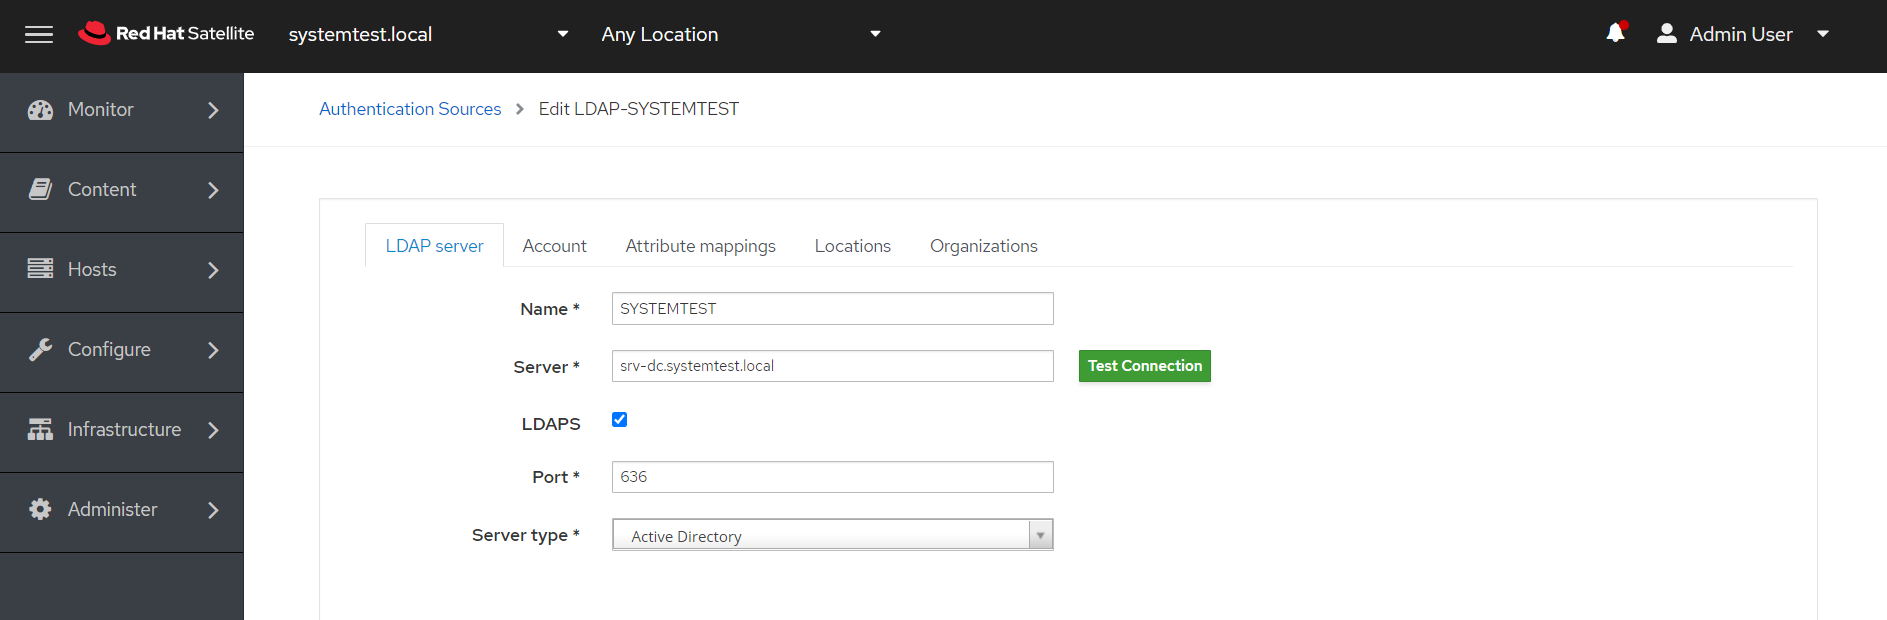 Red Hat Satellite systemtest.local Any Location Admin User
Monitor
Content
Hosts
Configure
Infrastructure
Administer
Authentication Sources > Edit LDAP-SYSTEMTEST
LDAP server Account Attribute mappings Locations Organizations
Name * SYSTEMTEST
Server * srv-dc.systemtest.local Test Connection
LDAPS
Port * 636
Server type * Active Directory